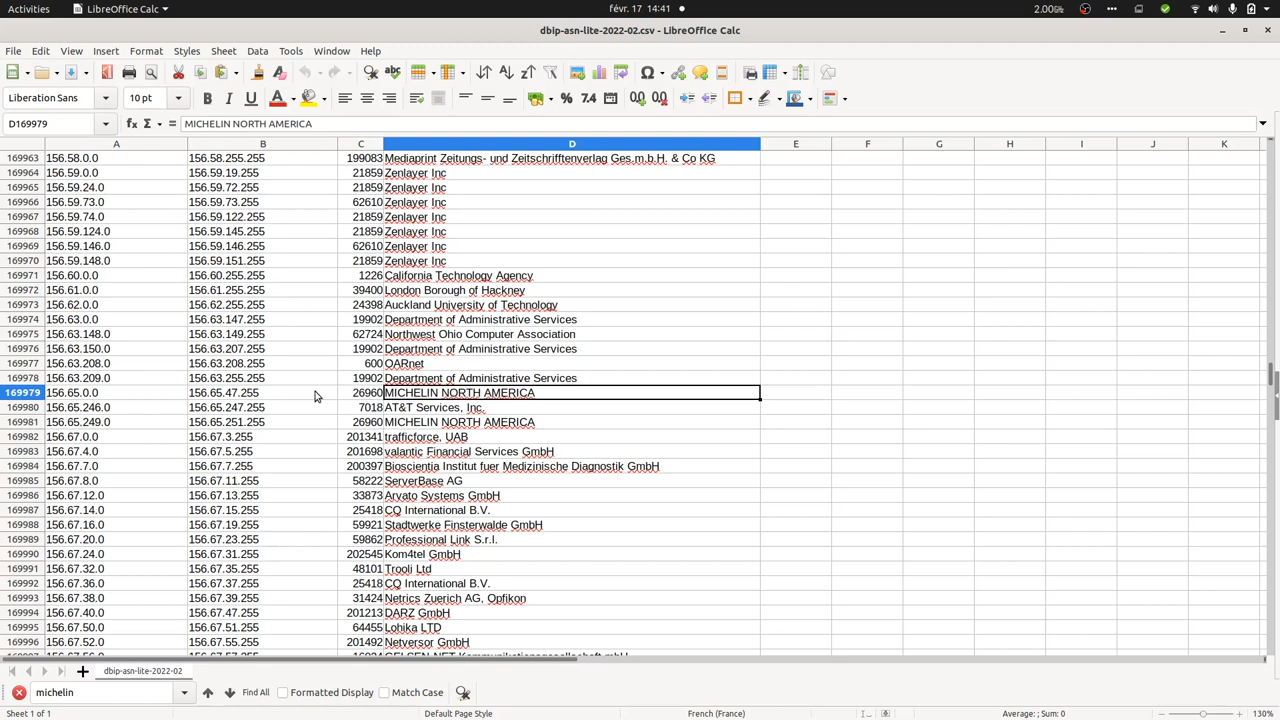 Activities LibreOffice Calc févr. 17 14:41 2.00%
dbip-asn-lite-2022-02.csv - LibreOffice Calc
File Edit View Insert Format Styles Sheet Data Tools Window Help
Liberation Sans 10 pt
D169979 MICHELIN NORTH AMERICA
A B C D E F G H I J K
169963 156.58.0.0 156.58.255.255 199083 Mediaprint Zeitungs- und Zeitschrifftenverlag Ges.m.b.H. & Co KG
169964 156.59.0.0 156.59.19.255 21859 Zenlayer Inc
169965 156.59.24.0 156.59.72.255 21859 Zenlayer Inc
169966 156.59.73.0 156.59.73.255 62610 Zenlayer Inc
169967 156.59.74.0 156.59.122.255 21859 Zenlayer Inc
169968 156.59.124.0 156.59.145.255 21859 Zenlayer Inc
169969 156.59.146.0 156.59.146.255 62610 Zenlayer Inc
169970 156.59.148.0 156.59.151.255 21859 Zenlayer Inc
169971 156.60.0.0 156.60.255.255 1226 California Technology Agency
169972 156.61.0.0 156.61.255.255 39400 London Borough of Hackney
169973 156.62.0.0 156.62.255.255 24398 Auckland University of Technology
169974 156.63.0.0 156.63.147.255 19902 Department of Administrative Services
169975 156.63.148.0 156.63.149.255 62724 Northwest Ohio Computer Association
169976 156.63.150.0 156.63.207.255 19902 Department of Administrative Services
169977 156.63.208.0 156.63.208.255 600 OARnet
169978 156.63.209.0 156.63.255.255 19902 Department of Administrative Services
169979 156.65.0.0 156.65.47.255 26960 MICHELIN NORTH AMERICA
169980 156.65.246.0 156.65.247.255 7018 AT&T Services, Inc.
169981 156.65.249.0 156.65.251.255 26960 MICHELIN NORTH AMERICA
169982 156.67.0.0 156.67.3.255 201341 trafficforce, UAB
169983 156.67.4.0 156.67.5.255 201698 valantic Financial Services GmbH
169984 156.67.7.0 156.67.7.255 200397 Bioscientia Institut fuer Medizinische Diagnostik GmbH
169985 156.67.8.0 156.67.11.255 58222 ServerBase AG
169986 156.67.12.0 156.67.13.255 33873 Arvato Systems GmbH
169987 156.67.14.0 156.67.15.255 25418 CQ International B.V.
169988 156.67.16.0 156.67.19.255 59921 Stadtwerke Finsterwalde GmbH
169989 156.67.20.0 156.67.23.255 59862 Professional Link S.r.l.
169990 156.67.24.0 156.67.31.255 202545 Kom4tel GmbH
169991 156.67.32.0 156.67.35.255 48101 Trooli Ltd
169992 156.67.36.0 156.67.37.255 25418 CQ International B.V.
169993 156.67.38.0 156.67.39.255 31424 Netrics Zuerich AG, Opfikon
169994 156.67.40.0 156.67.47.255 201213 DARZ GmbH
169995 156.67.50.0 156.67.51.255 64455 Lohika LTD
169996 156.67.52.0 156.67.55.255 201492 Netversor GmbH
dbip-asn-lite-2022-02
michelin Find All Formatted Display Match Case
Sheet 1 of 1 Default Page Style French (France) Average: ; Sum: 0 130%